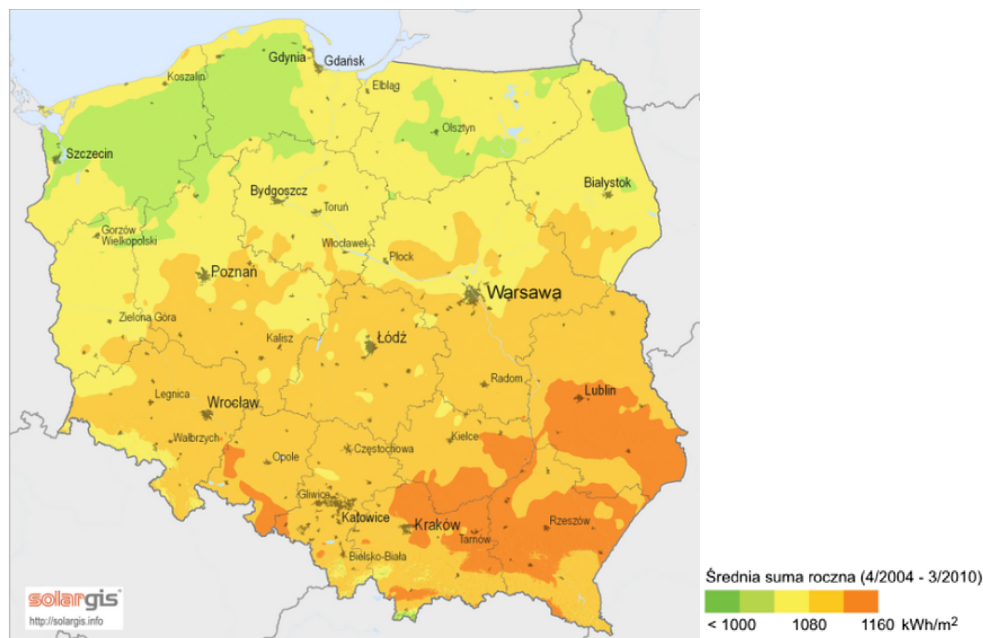 Gdynia
Gdańsk
Koszalin
Elbląg
Olsztyn
Szczecin
Białystok
Bydgoszcz
Toruń
Gorzów
Wielkopolski
Włocławek
Płock
Poznań
Warsawa
Zielona Góra
Kalisz
Łódź
Radom
Lublin
Legnica
Wrocław
Wałbrzych
Kielce
Częstochowa
Opole
Gliwice
Katowice
Kraków
Tarnów
Rzeszów
Bielsko-Biała
solargis
http://solargis.info
Średnia suma roczna (4/2004 - 3/2010)
< 1000 1080 1160 kWh/m²